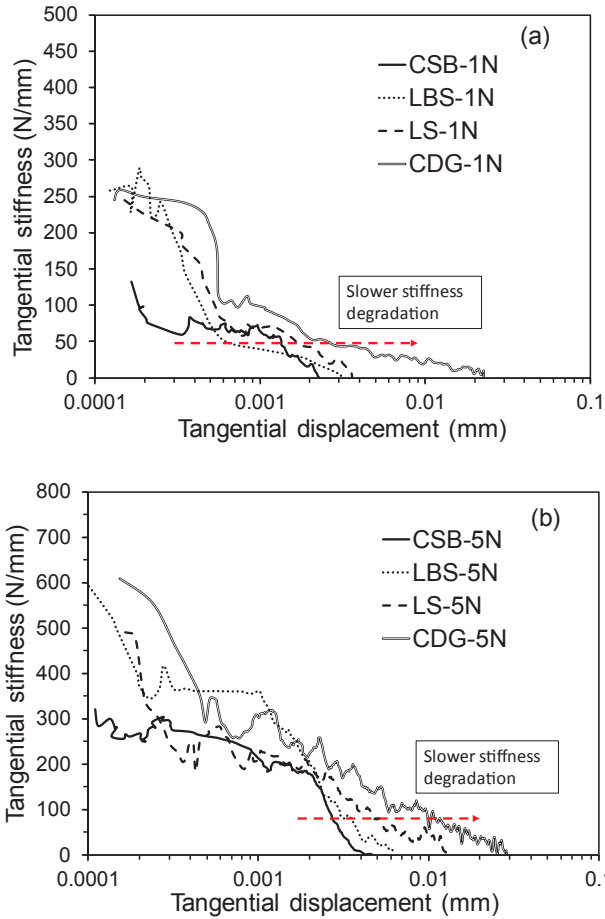 (a)
Tangential stiffness (N/mm)
500
450
400
350
300
250
200
150
100
50
0
CSB-1N
LBS-1N
LS-1N
CDG-1N
Slower stiffness
degradation
0.0001
0.001
0.01
0.1
Tangential displacement (mm)
(b)
Tangential stiffness (N/mm)
800
700
600
500
400
300
200
100
0
CSB-5N
LBS-5N
LS-5N
CDG-5N
Slower stiffness
degradation
0.0001
0.001
0.01
0.1
Tangential displacement (mm)